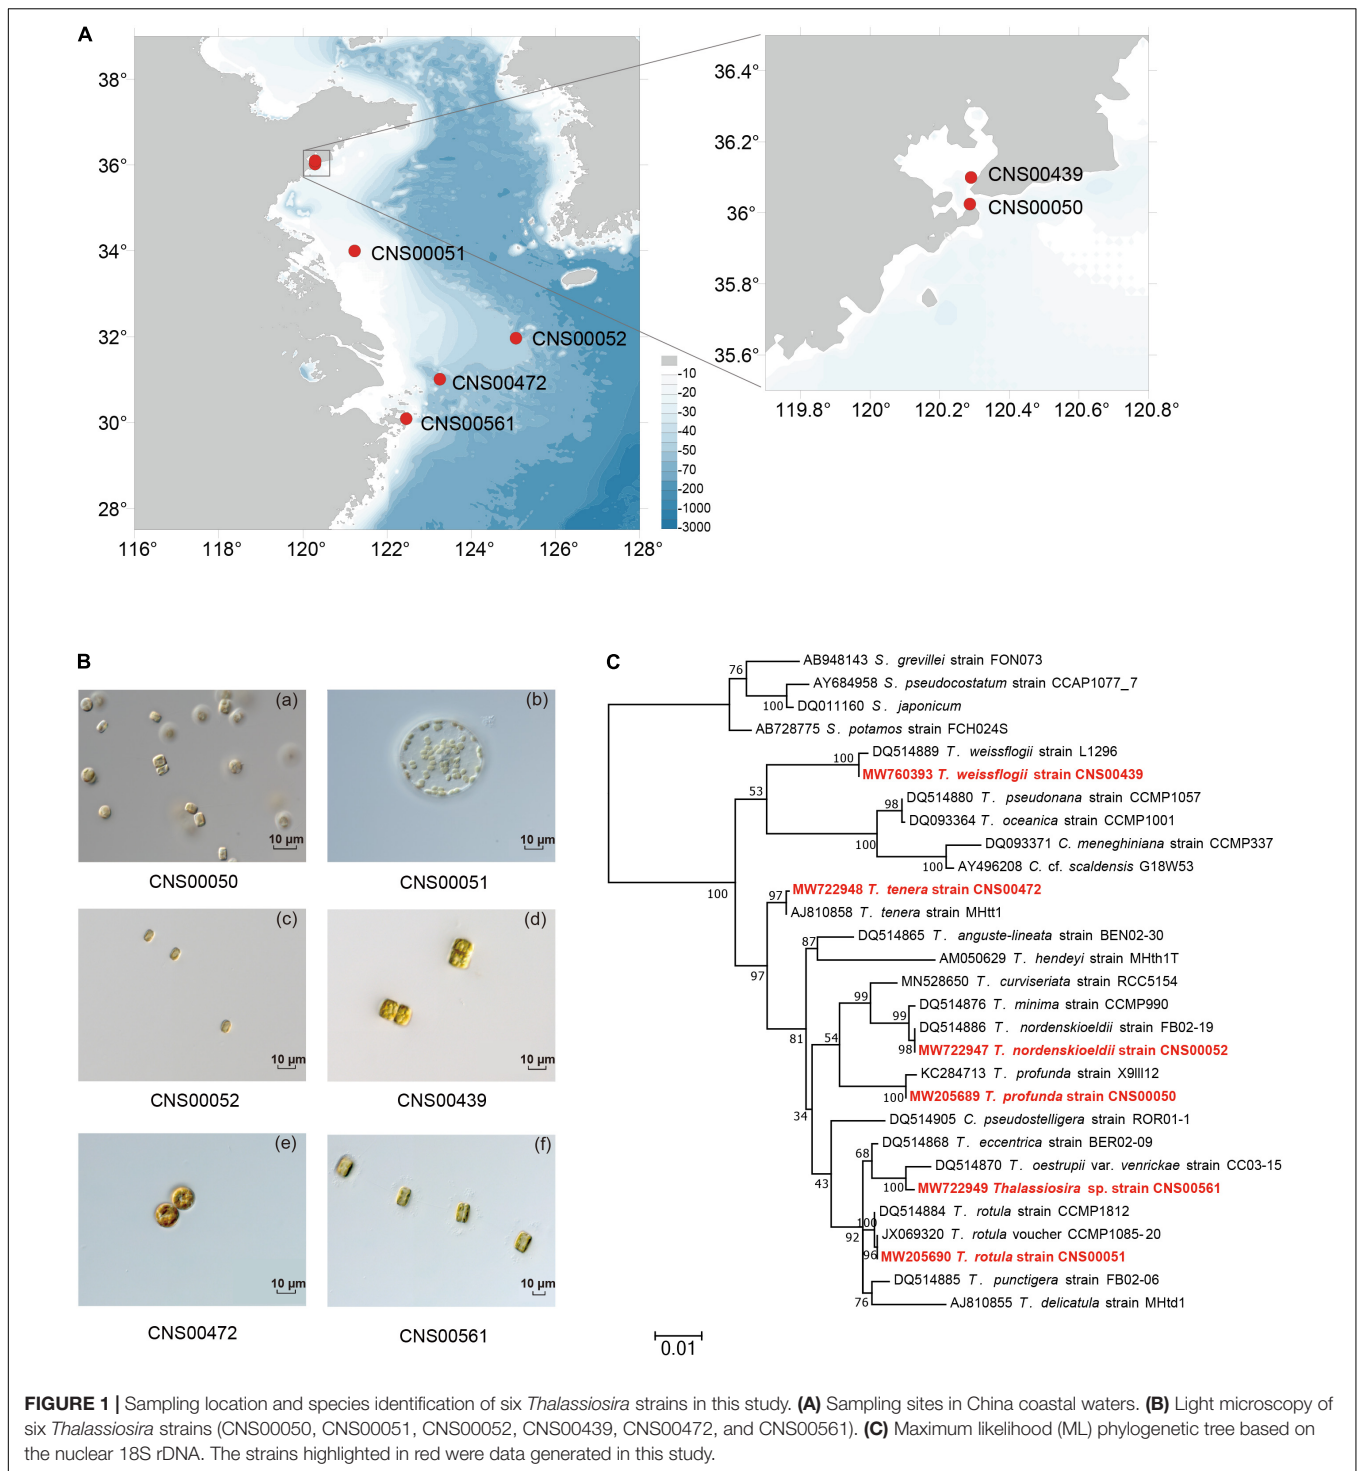 A
38°
36°
34°
32°
30°
28°
116°
120°
122°
124°
126°
128
CNS00051
CNS00052
CNS00472
CNS00561
-10
-20
-30
-40
-50
-70
-200
-1000
-3000
36.4°
36.2°
36°
35.8°
35.6°
119.8°
120°
120.2°
120.4°
120.6°
120.8°
CNS00439
CNS00050
B
(a)
10 µm
CNS00050
(b)
10 µm
CNS00051
(c)
10 µm
CNS00052
(d)
10 µm
CNS00439
(e)
10 µm
CNS00472
(f)
10 µm
CNS00561
C
AB948143 S. grevillei strain FON073
AY684958 S. pseudocostatum strain CCAP1077_7
DQ011160 S. japonicum
AB728775 S. potamos strain FCH024S
DQ514889 T. weissflogii strain L1296
MW760393 T. weissflogii strain CNS00439
DQ514880 T. pseudonana strain CCMP1057
DQ093364 T. oceanica strain CCMP1001
DQ093371 C. meneghiniana strain CCMP337
AY496208 C. cf. scaldensis G18W53
MW722948 T. tenera strain CNS00472
AJ810858 T. tenera strain MHtt1
DQ514865 T. anguste-lineata strain BEN02-30
AM050629 T. hendeyi strain MHth1T
MN528650 T. curviseriata strain RCC5154
DQ514876 T. minima strain CCMP990
DQ514886 T. nordenskioeldii strain FB02-19
MW722947 T. nordenskioeldii strain CNS00052
KC284713 T. profunda strain X9III12
MW205689 T. profunda strain CNS00050
DQ514905 C. pseudostelligera strain ROR01-1
DQ514868 T. eccentrica strain BER02-09
DQ514870 T. oestrupii var. venrickae strain CC03-15
MW722949 Thalassiosira sp. strain CNS00561
DQ514884 T. rotula strain CCMP1812
JX069320 T. rotula voucher CCMP1085-20
MW205690 T. rotula strain CNS00051
DQ514885 T. punctigera strain FB02-06
AJ810855 T. delicatula strain MHtd1
76
100
100
53
98
100
100
100
97
97
87
81
99
99
98
54
100
34
43
68
100
92
100
96
76
0.01
FIGURE 1 | Sampling location and species identification of six Thalassiosira strains in this study. (A) Sampling sites in China coastal waters. (B) Light microscopy of
six Thalassiosira strains (CNS00050, CNS00051, CNS00052, CNS00439, CNS00472, and CNS00561). (C) Maximum likelihood (ML) phylogenetic tree based on
the nuclear 18S rDNA. The strains highlighted in red were data generated in this study.